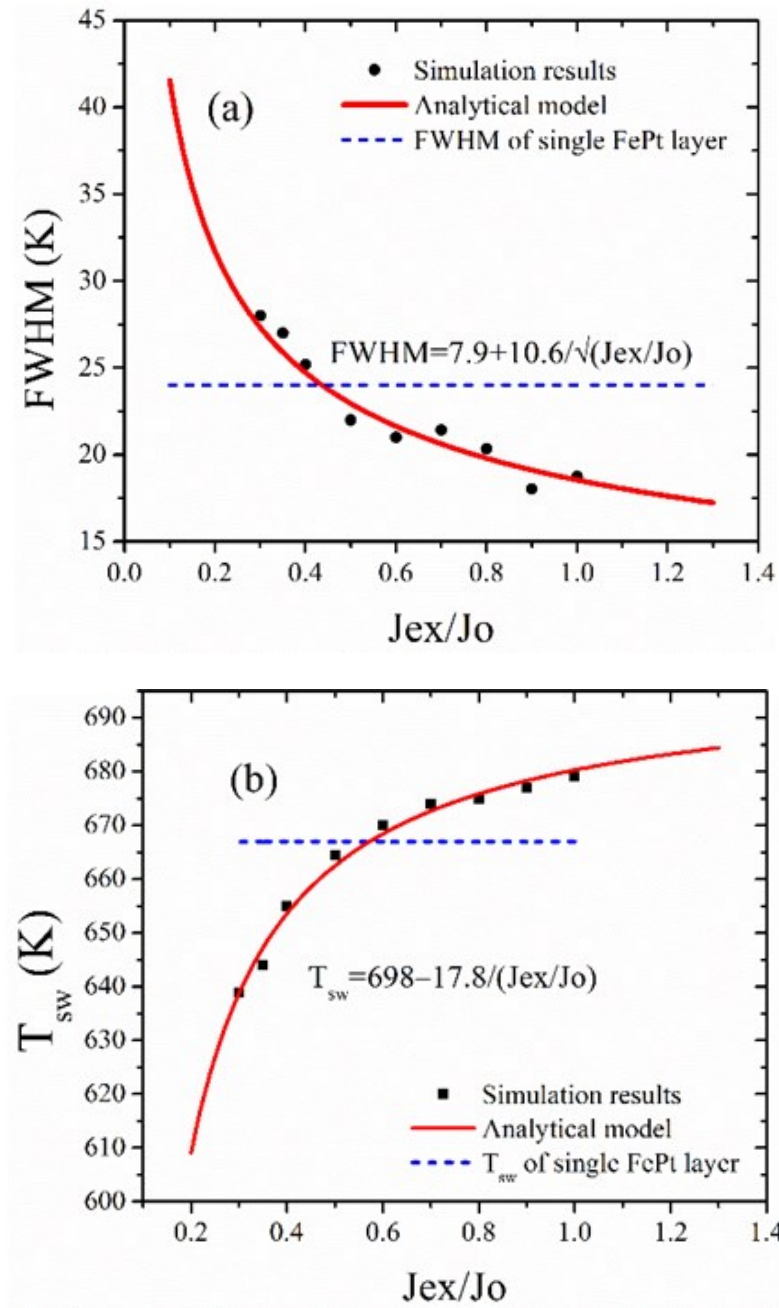 45
40
35
30
25
20
15
FWHM (K)
(a)
Simulation results
Analytical model
FWHM of single FePt layer
FWHM=7.9+10.6/√(Jex/Jo)
0.0 0.2 0.4 0.6 0.8 1.0 1.2 1.4
Jex/Jo
690
680
670
660
650
640
630
620
610
600
T_sw (K)
(b)
T_sw=698−17.8/(Jex/Jo)
Simulation results
Analytical model
T_sw of single FePt layer
0.2 0.4 0.6 0.8 1.0 1.2 1.4
Jex/Jo